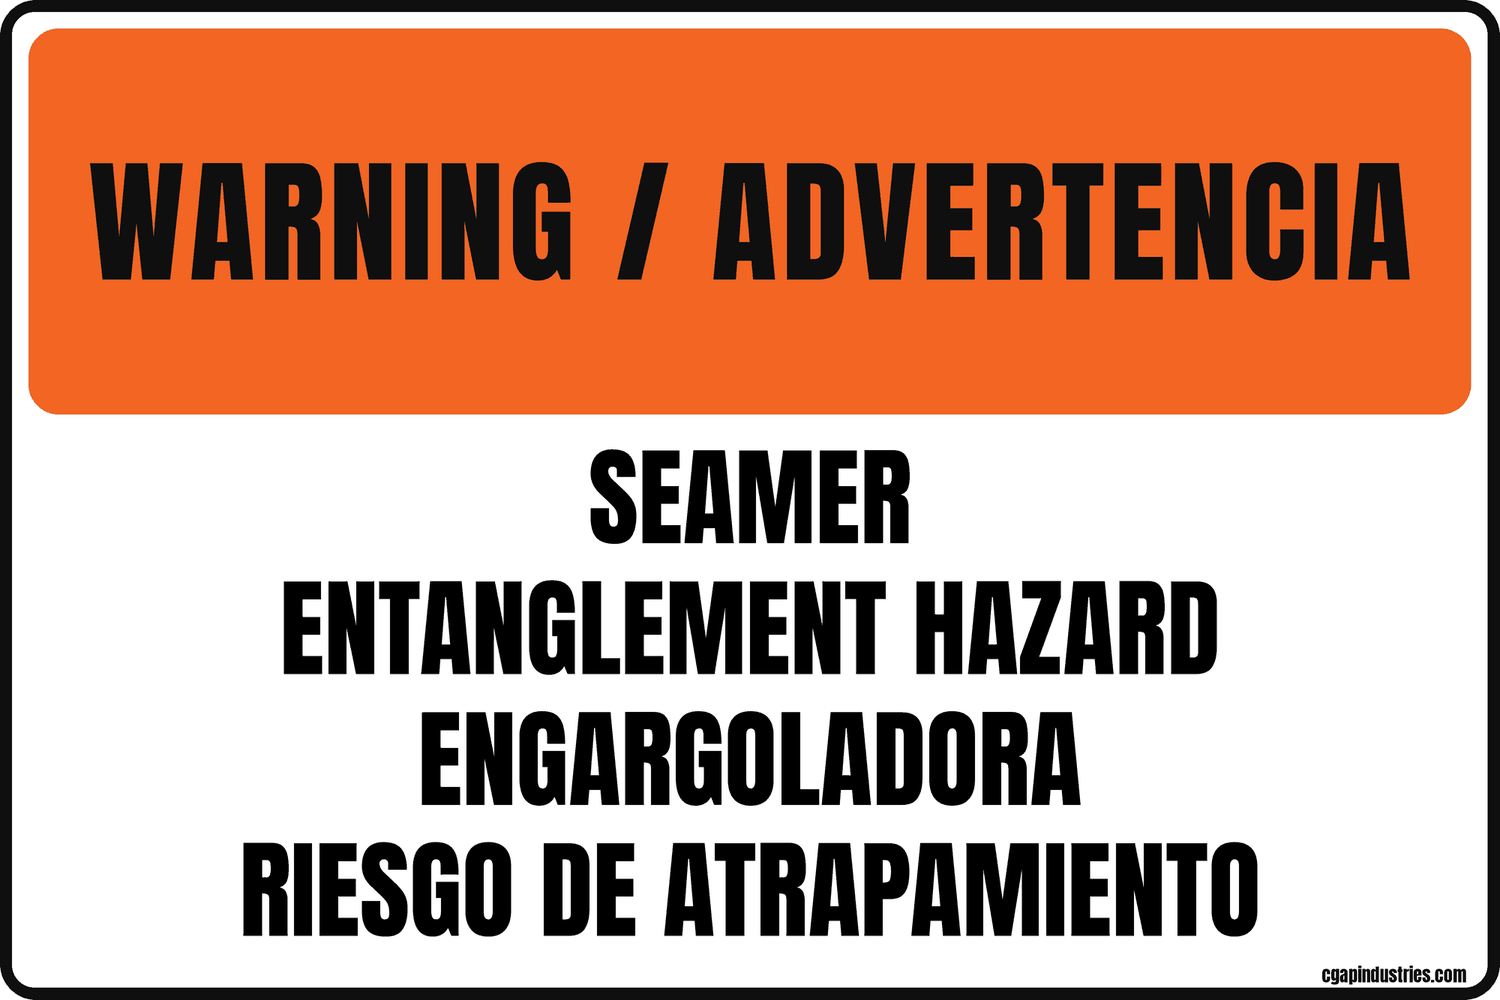 WARNING / ADVERTENCIA
SEAMER
ENTANGLEMENT HAZARD
ENGARGOLADORA
RIESGO DE ATRAPAMIENTO
cgapindustries.com